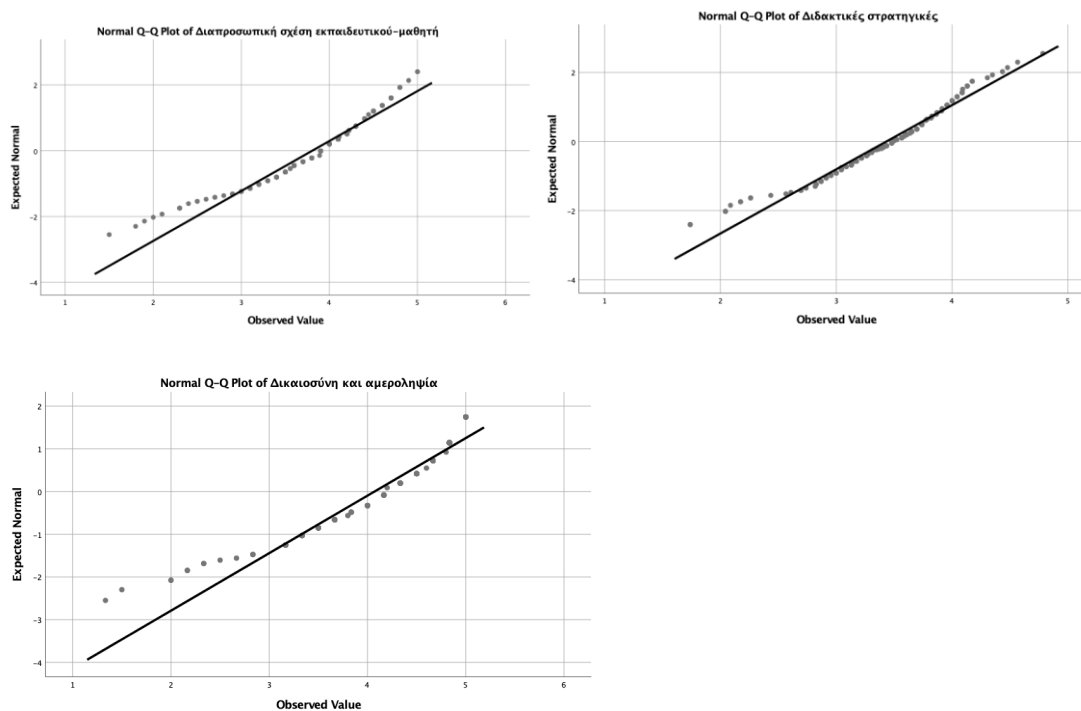 Normal Q-Q Plot of Διαπροσωπική σχέση εκπαιδευτικού-μαθητή
Expected Normal
2
0
-2
-4
1 2 3 4 5 6
Observed Value
Normal Q-Q Plot of Διδακτικές στρατηγικές
Expected Normal
2
0
-2
-4
1 2 3 4 5
Observed Value
Normal Q-Q Plot of Δικαιοσύνη και αμεροληψία
Expected Normal
2
1
0
-1
-2
-3
-4
1 2 3 4 5 6
Observed Value